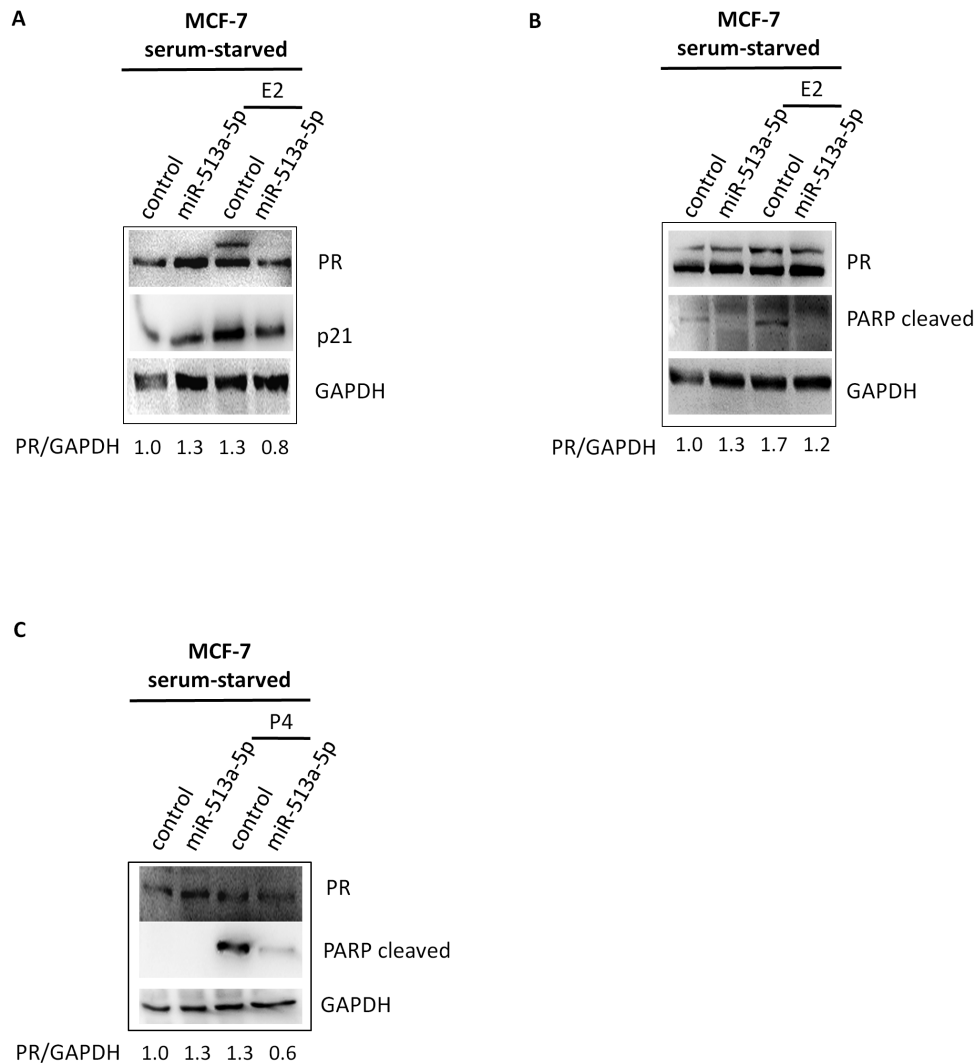 A
MCF-7
serum-starved
E2
control
miR-513a-5p
control
miR-513a-5p
PR
p21
GAPDH
PR/GAPDH 1.0 1.3 1.3 0.8
B
MCF-7
serum-starved
E2
control
miR-513a-5p
control
miR-513a-5p
PR
PARP cleaved
GAPDH
PR/GAPDH 1.0 1.3 1.7 1.2
C
MCF-7
serum-starved
P4
control
miR-513a-5p
control
miR-513a-5p
PR
PARP cleaved
GAPDH
PR/GAPDH 1.0 1.3 1.3 0.6